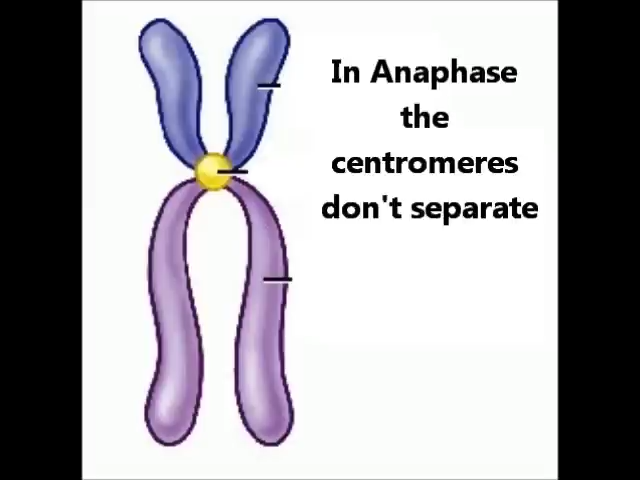 In Anaphase
the
centromeres
don't separate